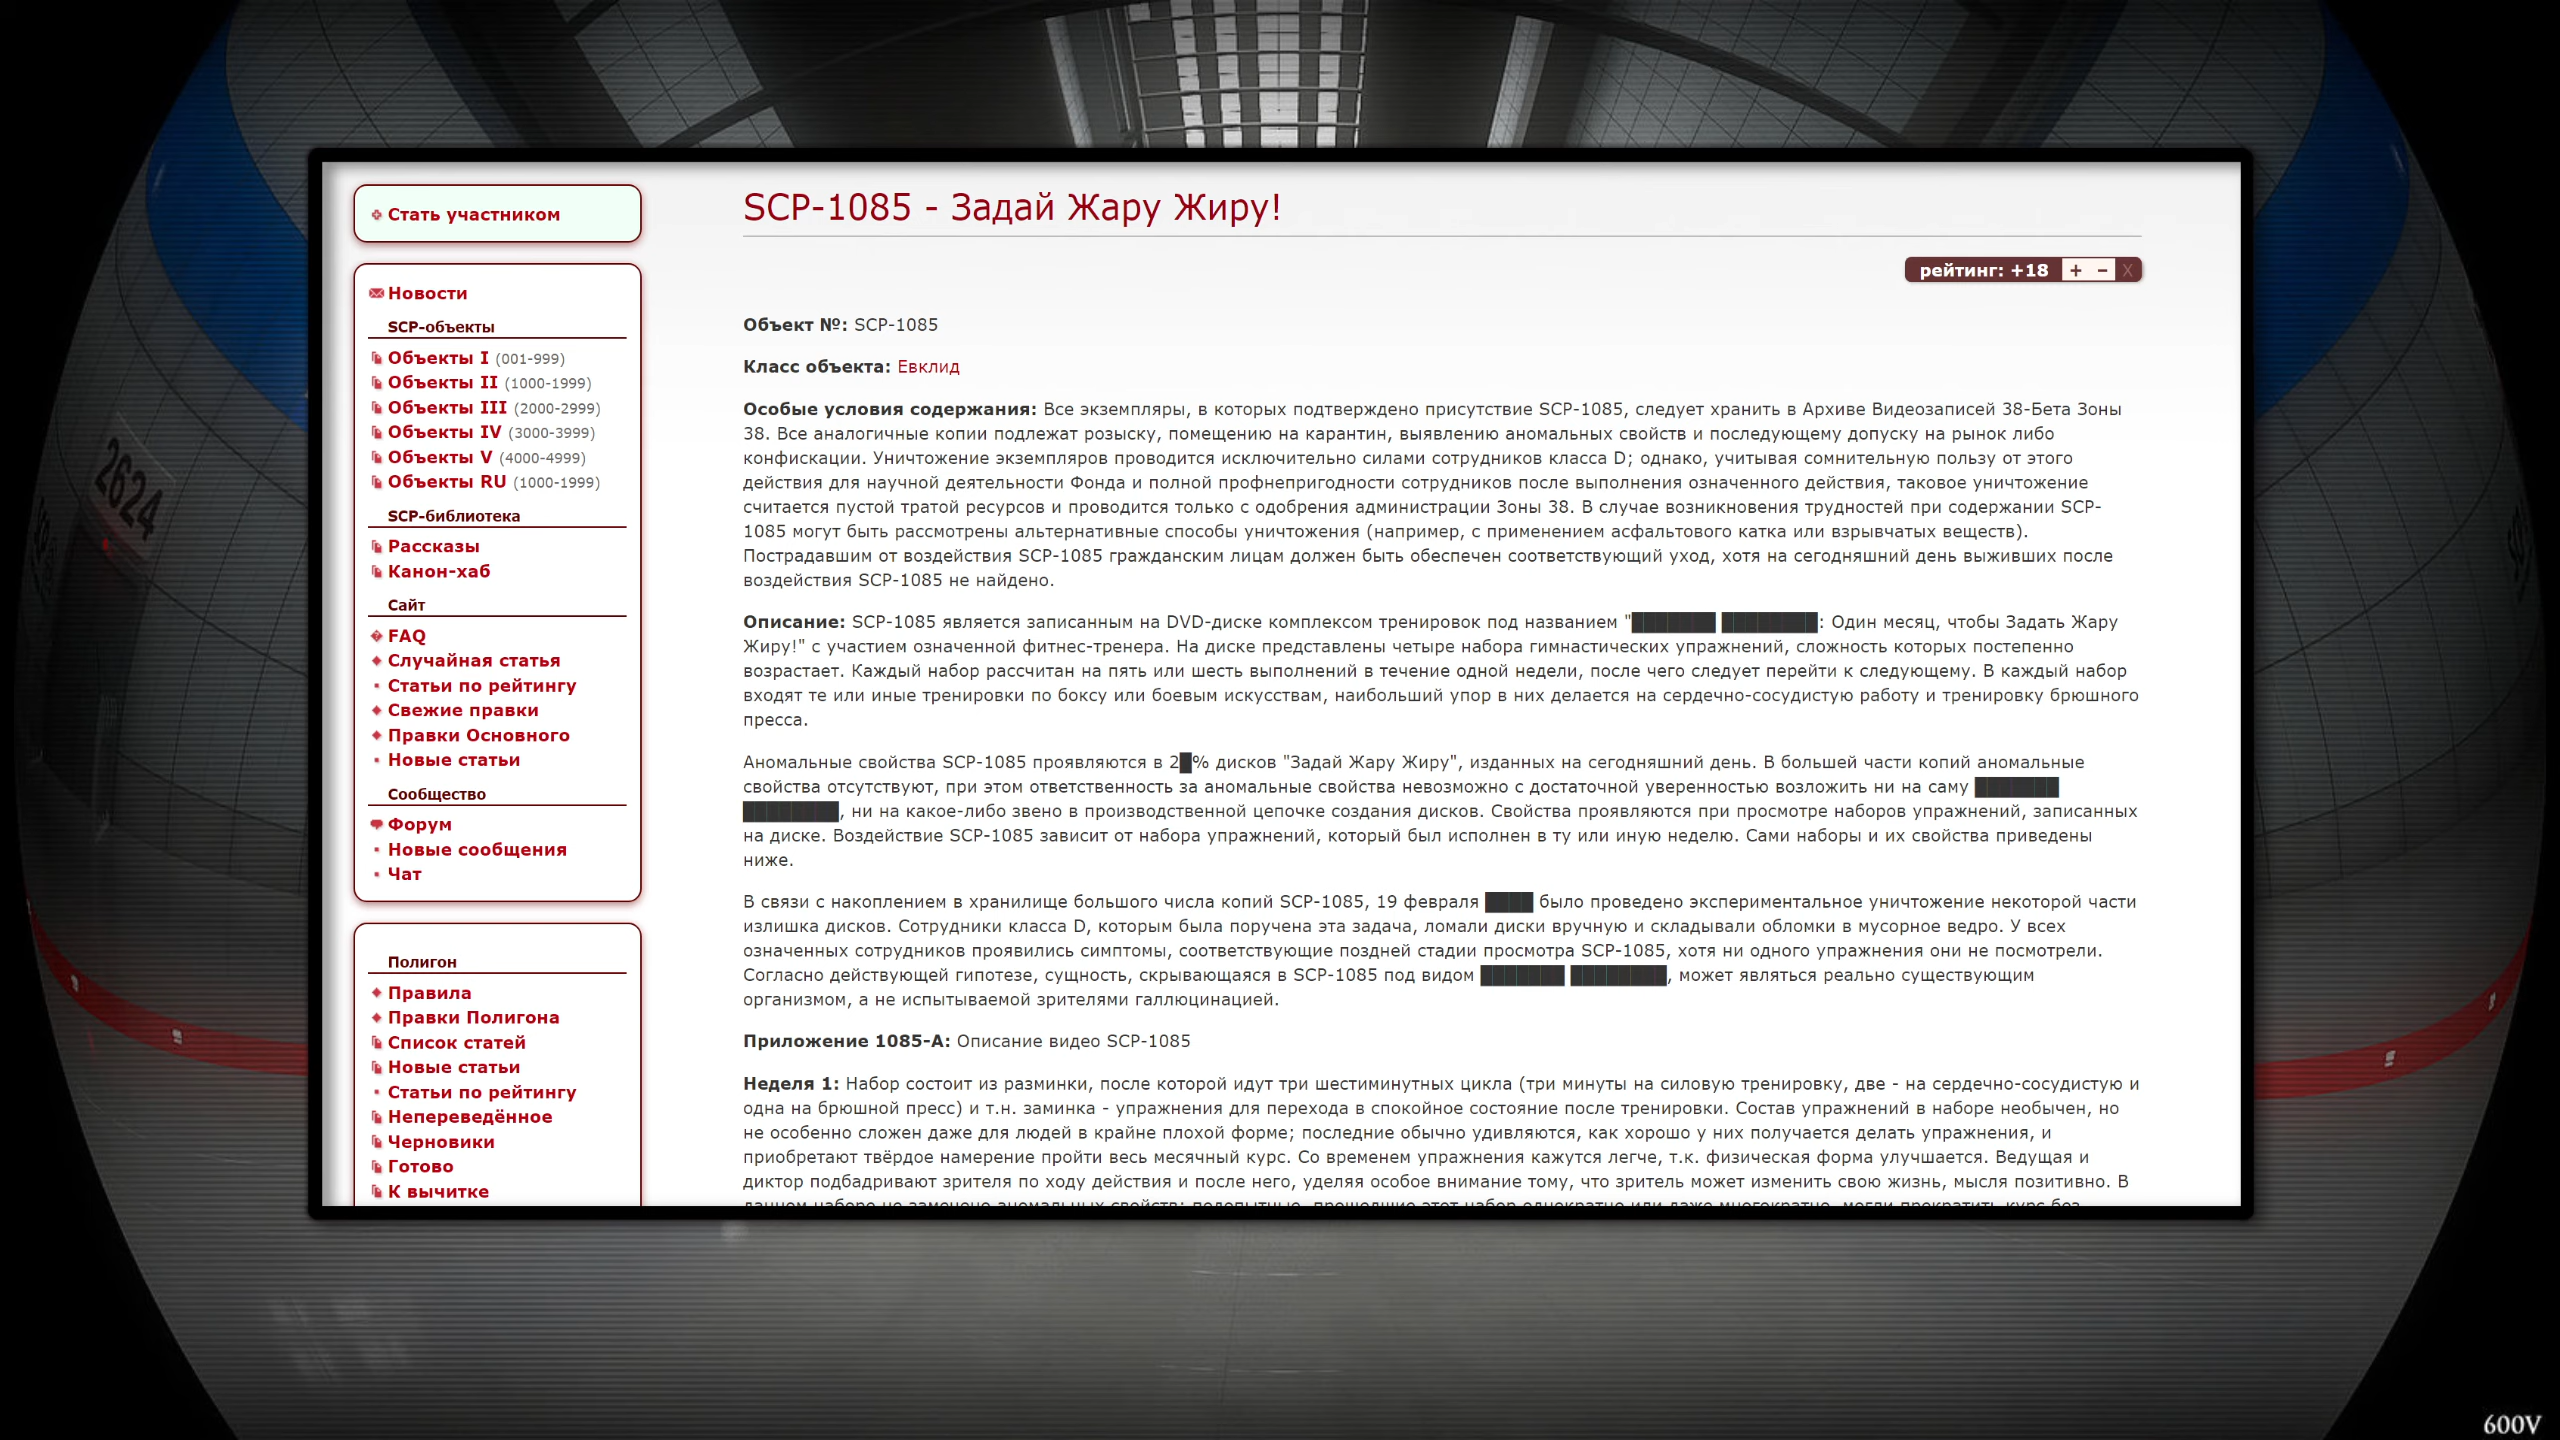 Стать участником
Новости
SCP-объекты
Объекты I (001-999)
Объекты II (1000-1999)
Объекты III (2000-2999)
Объекты IV (3000-3999)
Объекты V (4000-4999)
Объекты RU (1000-1999)
SCP-библиотека
Рассказы
Канон-хаб
Сайт
FAQ
Случайная статья
Статьи по рейтингу
Свежие правки
Правки Основного
Новые статьи
Сообщество
Форум
Новые сообщения
Чат
Полигон
Правила
Правки Полигона
Список статей
Новые статьи
Статьи по рейтингу
Непереведённое
Черновики
Готово
К вычитке
SCP-1085 - Задай Жару Жиру!
рейтинг: +18 + – X
Объект №: SCP-1085
Класс объекта: Евклид
Особые условия содержания: Все экземпляры, в которых подтверждено присутствие SCP-1085, следует хранить в Архиве Видеозаписей 38-Бета Зоны
38. Все аналогичные копии подлежат розыску, помещению на карантин, выявлению аномальных свойств и последующему допуску на рынок либо
конфискации. Уничтожение экземпляров проводится исключительно силами сотрудников класса D; однако, учитывая сомнительную пользу от этого
действия для научной деятельности Фонда и полной профнепригодности сотрудников после выполнения означенного действия, таковое уничтожение
считается пустой тратой ресурсов и проводится только с одобрения администрации Зоны 38. В случае возникновения трудностей при содержании SCP-
1085 могут быть рассмотрены альтернативные способы уничтожения (например, с применением асфальтового катка или взрывчатых веществ).
Пострадавшим от воздействия SCP-1085 гражданским лицам должен быть обеспечен соответствующий уход, хотя на сегодняшний день выживших после
воздействия SCP-1085 не найдено.
Описание: SCP-1085 является записанным на DVD-диске комплексом тренировок под названием "███████ ████████: Один месяц, чтобы Задать Жару
Жиру!" с участием означенной фитнес-тренера. На диске представлены четыре набора гимнастических упражнений, сложность которых постепенно
возрастает. Каждый набор рассчитан на пять или шесть выполнений в течение одной недели, после чего следует перейти к следующему. В каждый набор
входят те или иные тренировки по боксу или боевым искусствам, наибольший упор в них делается на сердечно-сосудистую работу и тренировку брюшного
пресса.
Аномальные свойства SCP-1085 проявляются в 2█% дисков "Задай Жару Жиру", изданных на сегодняшний день. В большей части копий аномальные
свойства отсутствуют, при этом ответственность за аномальные свойства невозможно с достаточной уверенностью возложить ни на саму ███████
████████, ни на какое-либо звено в производственной цепочке создания дисков. Свойства проявляются при просмотре наборов упражнений, записанных
на диске. Воздействие SCP-1085 зависит от набора упражнений, который был исполнен в ту или иную неделю. Сами наборы и их свойства приведены
ниже.
В связи с накоплением в хранилище большого числа копий SCP-1085, 19 февраля ████ было проведено экспериментальное уничтожение некоторой части
излишка дисков. Сотрудники класса D, которым была поручена эта задача, ломали диски вручную и складывали обломки в мусорное ведро. У всех
означенных сотрудников проявились симптомы, соответствующие поздней стадии просмотра SCP-1085, хотя ни одного упражнения они не посмотрели.
Согласно действующей гипотезе, сущность, скрывающаяся в SCP-1085 под видом ███████ ████████, может являться реально существующим
организмом, а не испытываемой зрителями галлюцинацией.
Приложение 1085-А: Описание видео SCP-1085
Неделя 1: Набор состоит из разминки, после которой идут три шестиминутных цикла (три минуты на силовую тренировку, две - на сердечно-сосудистую и
одна на брюшной пресс) и т.н. заминка - упражнения для перехода в спокойное состояние после тренировки. Состав упражнений в наборе необычен, но
не особенно сложен даже для людей в крайне плохой форме; последние обычно удивляются, как хорошо у них получается делать упражнения, и
приобретают твёрдое намерение пройти весь месячный курс. Со временем упражнения кажутся легче, т.к. физическая форма улучшается. Ведущая и
диктор подбадривают зрителя по ходу действия и после него, уделяя особое внимание тому, что зритель может изменить свою жизнь, мысля позитивно. В
2624
600V